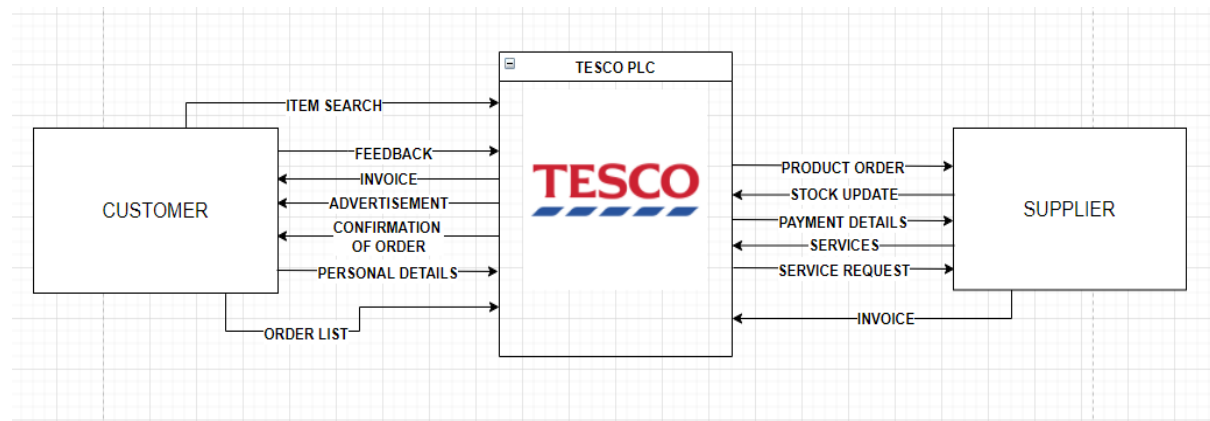 TESCO PLC
ITEM SEARCH
CUSTOMER
FEEDBACK
INVOICE
ADVERTISEMENT
CONFIRMATION
OF ORDER
PERSONAL DETAILS
ORDER LIST
TESCO
PRODUCT ORDER
STOCK UPDATE
PAYMENT DETAILS
SERVICES
SERVICE REQUEST
INVOICE
SUPPLIER